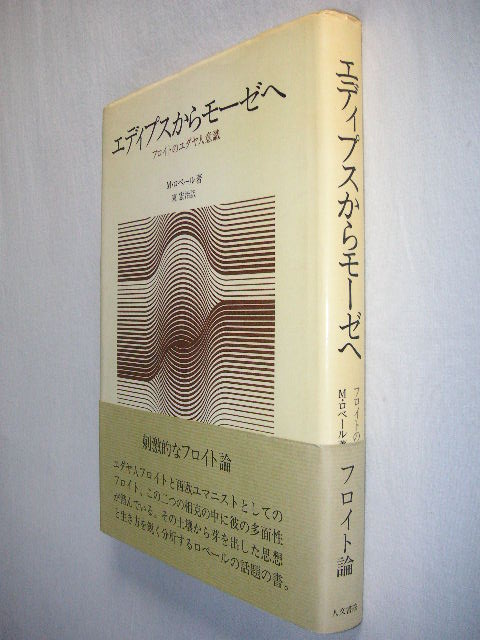 エディプスからモーゼへ
フロイトのユダヤ人意識
M・ロベール著
東宏治訳
刺激的なフロイト論
ユダヤ人フロイトと西欧ユマニストとしての
フロイト、この二つの相克の中に彼の多面性
が潜んでいる。その土壌から芽を出した思想
と生き方を鋭く分析するロベールの話題の書。
エディプスからモーゼへ
フロイトの
M・ロベール著
フロイト論
人文書院